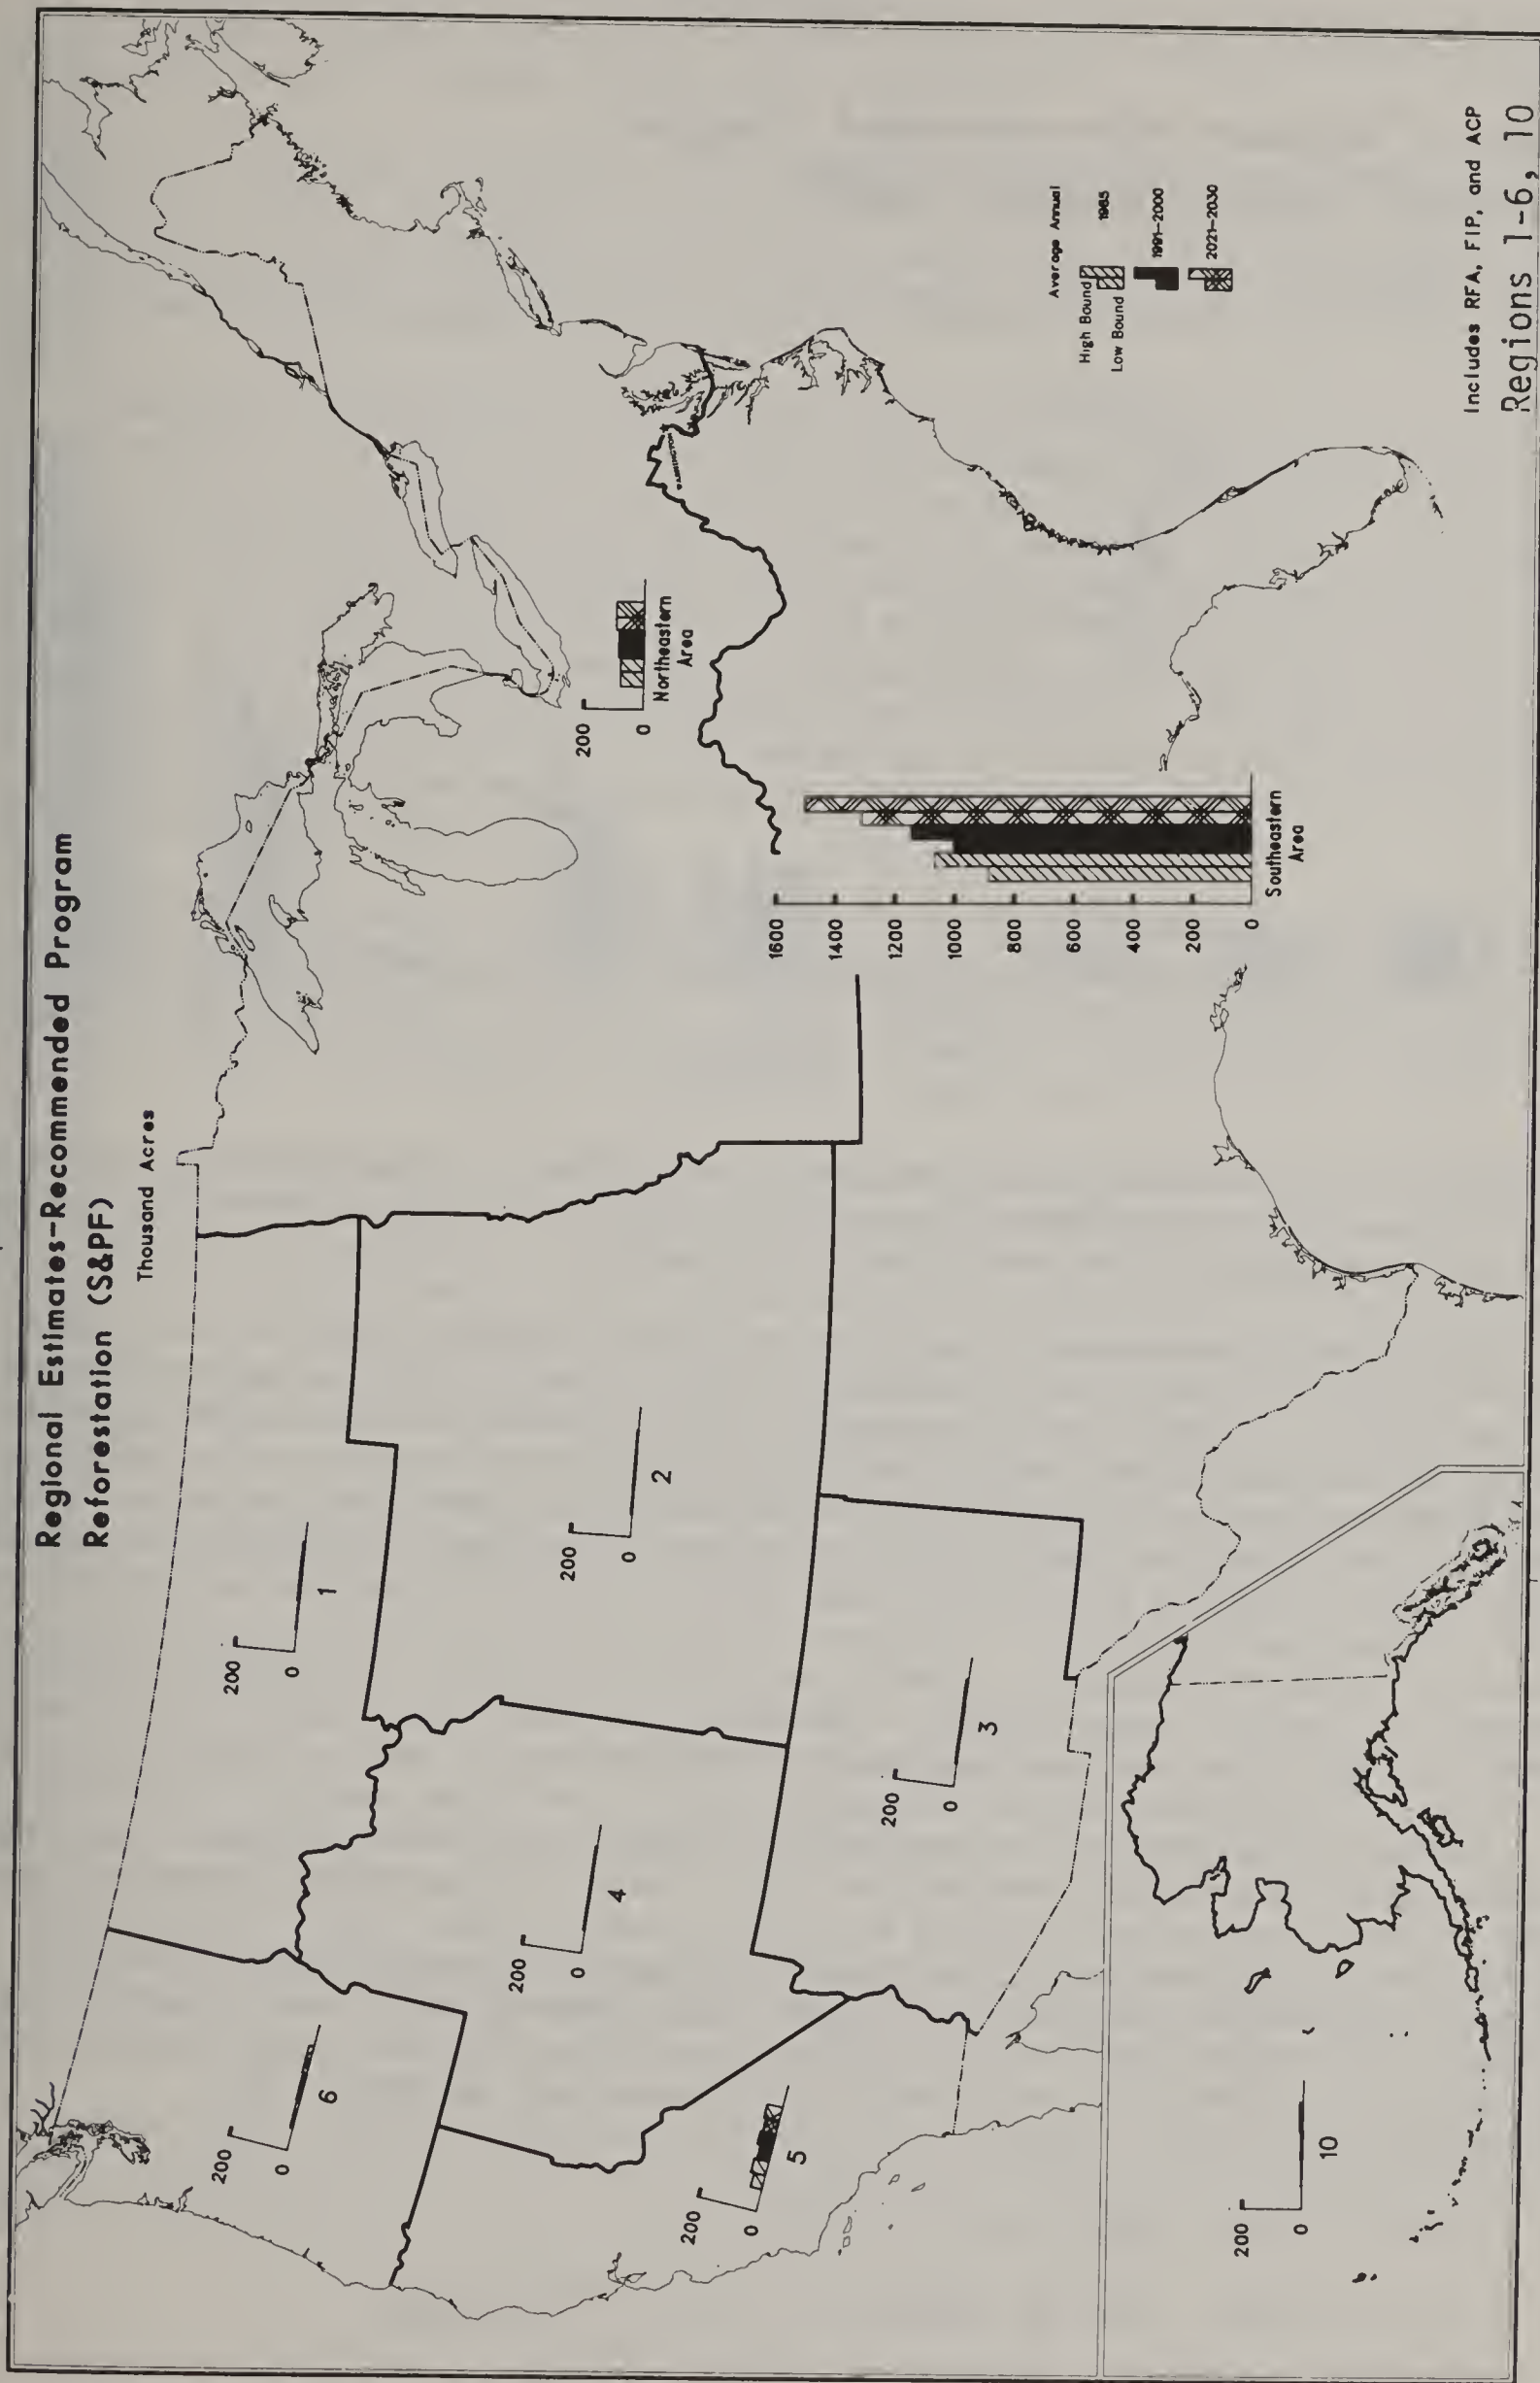 Regional Estimates-Recommended Program
Reforestation (S&PF)
Thousand Acres
200
0
6
200
0
1
200
0
4
200
0
2
200
0
5
200
0
3
200
0
10
200
0
Northeastern
Area
WASHINGTON
1600
1400
1200
1000
800
600
400
200
0
Southeastern
Area
Average Annual
High Bound
Low Bound
1985
1991-2000
2021-2030
Includes RFA, FIP, and ACP
Regions 1-6, 10